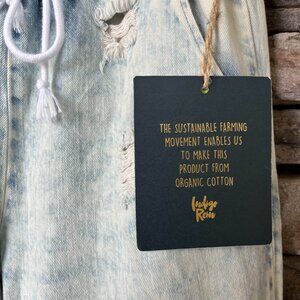 THE SUSTAINABLE FARMING
MOVEMENT ENABLES US
TO MAKE THIS
PRODUCT FROM
ORGANIC COTTON
Indigo
Rein